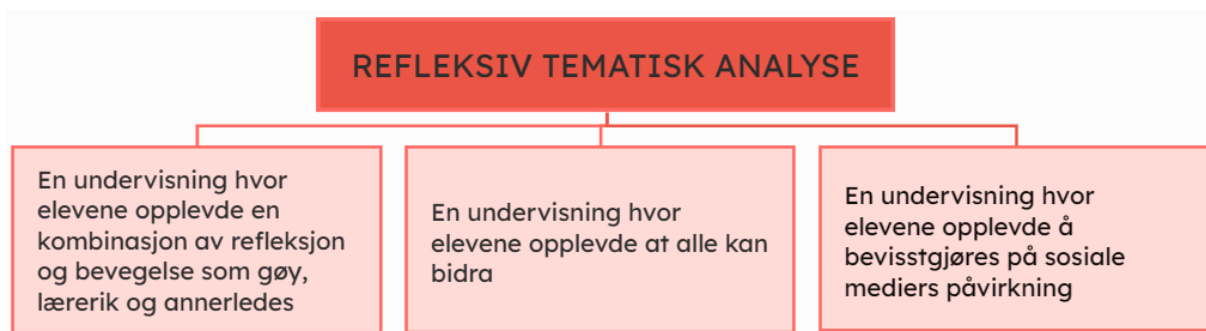 REFLEKSIV TEMATISK ANALYSE
En undervisning hvor
elevene opplevde en
kombinasjon av refleksjon
og bevegelse som gøy,
lærerik og annerledes
En undervisning hvor
elevene opplevde at alle kan
bidra
En undervisning hvor
elevene opplevde å
bevisstgjøres på sosiale
mediers påvirkning